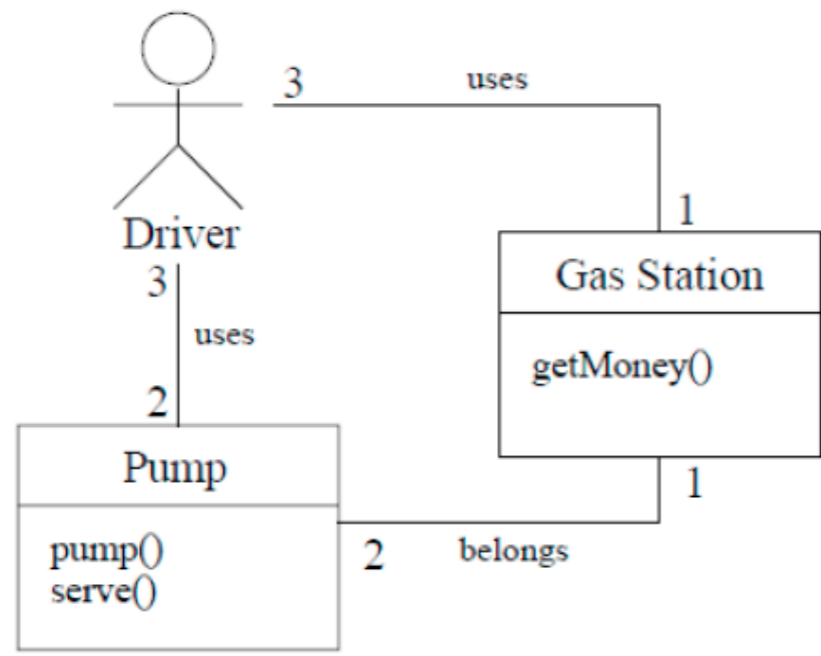 3
uses
1
Driver
3
Gas Station
uses
getMoney()
2
Pump
1
pump()
2
belongs
serve()